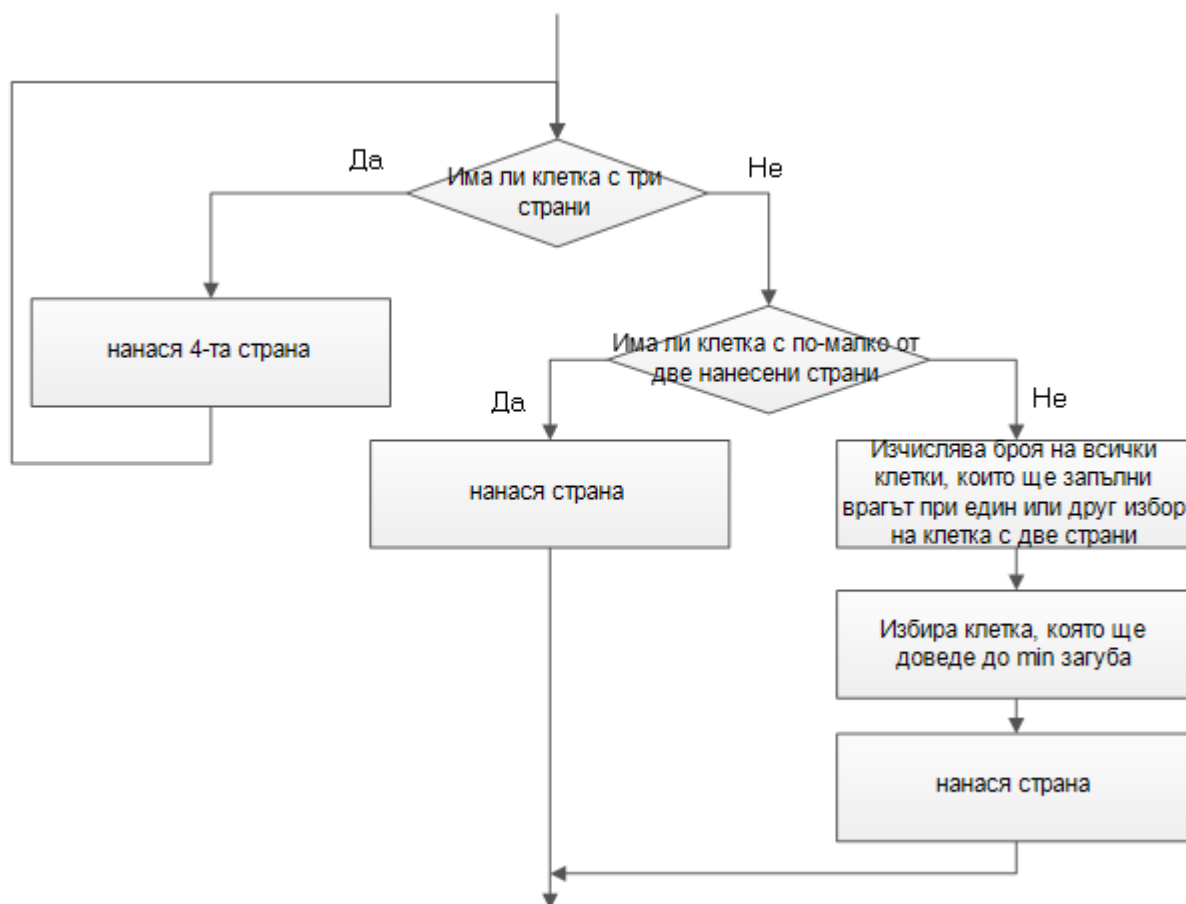 Да
Не
Има ли клетка с три
страни
нанася 4-та страна
Има ли клетка с по-малко от
две нанесени страни
Да
Не
нанася страна
Изчислява броя на всички
клетки, които ще запълни
врагът при един или друг избор
на клетка с две страни
Избира клетка, която ще
доведе до min загуба
нанася страна